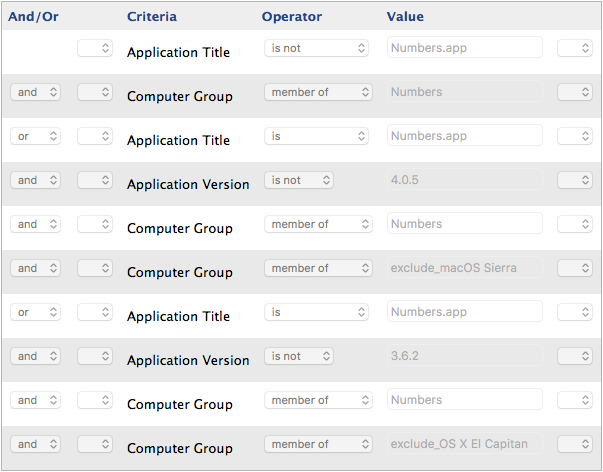 And/Or Criteria Operator Value
Application Title is not Numbers.app
and Computer Group member of Numbers
or Application Title is Numbers.app
and Application Version is not 4.0.5
and Computer Group member of Numbers
and Computer Group member of exclude_macOS Sierra
or Application Title is Numbers.app
and Application Version is not 3.6.2
and Computer Group member of Numbers
and Computer Group member of exclude_OS X El Capitan